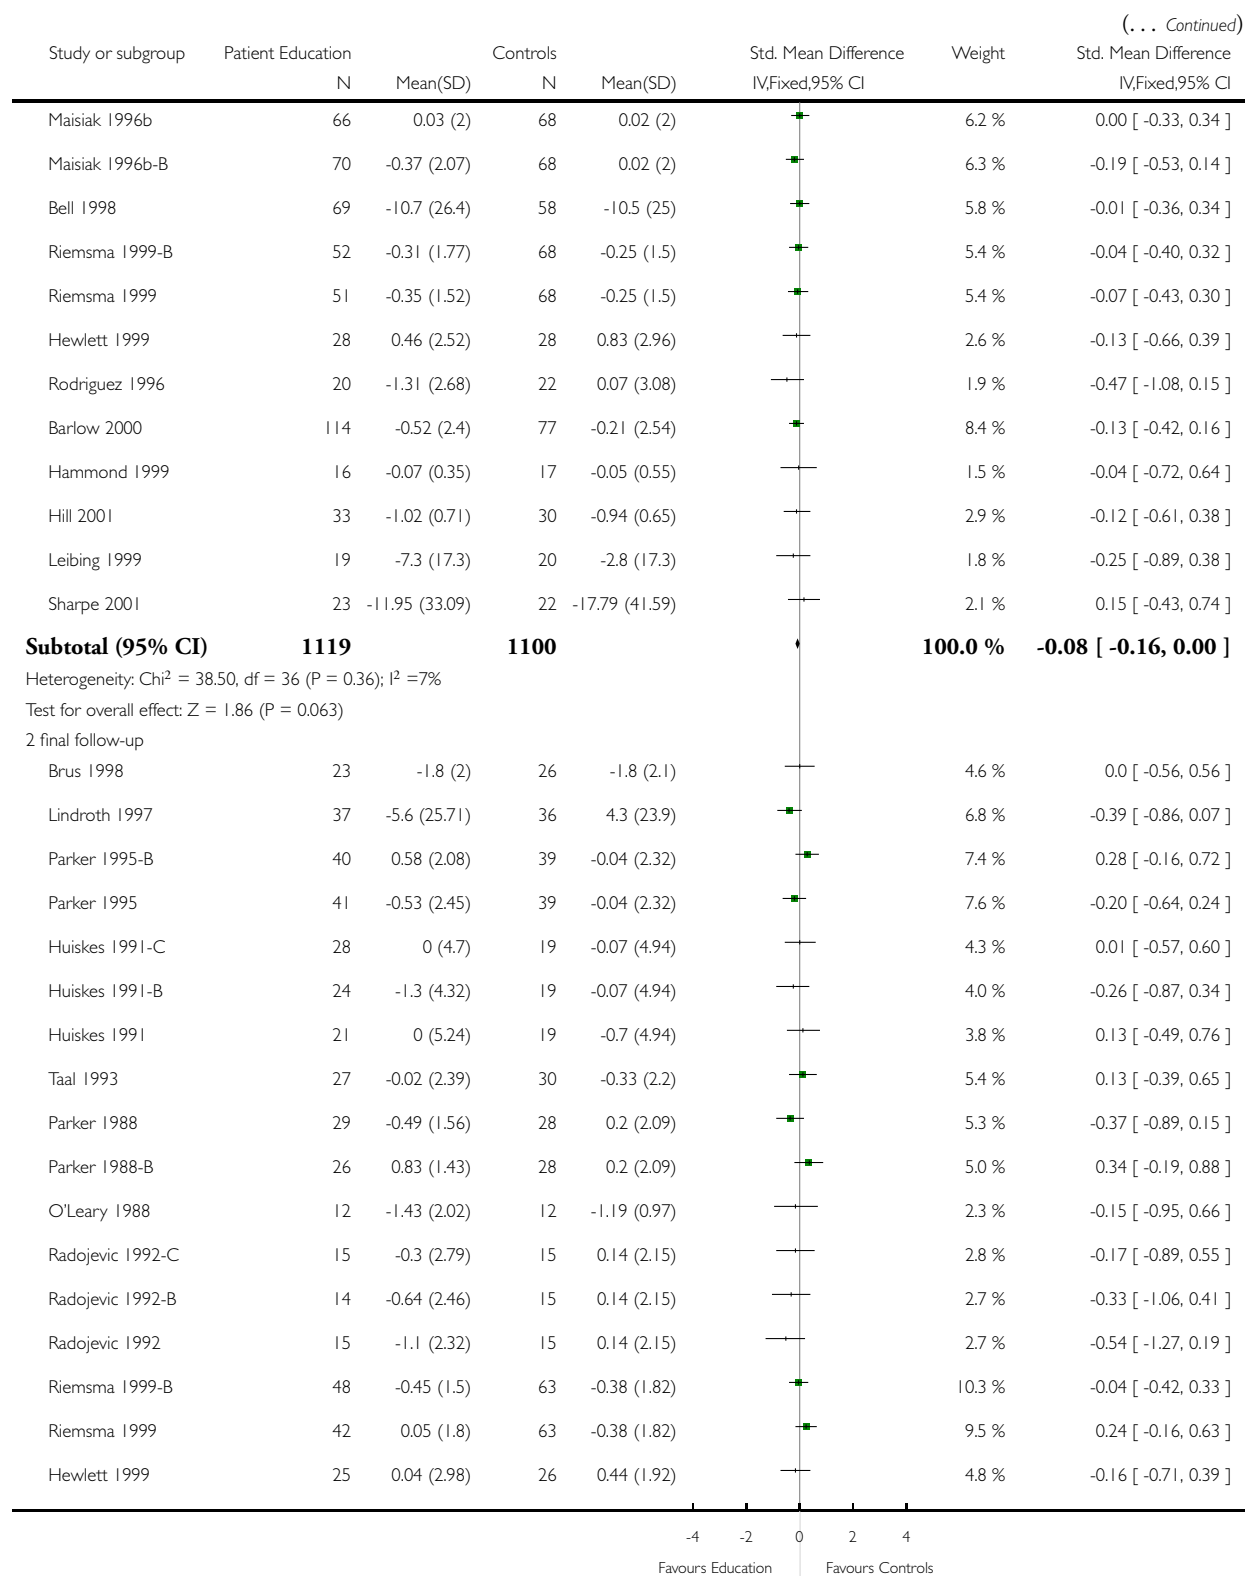 (... Continued)
Study or subgroup Patient Education Controls Std. Mean Difference Weight Std. Mean Difference
N Mean(SD) N Mean(SD) IV,Fixed,95% CI IV,Fixed,95% CI
Maisiak 1996b 66 0.03 (2) 68 0.02 (2) 6.2 % 0.00 [ -0.33, 0.34 ]
Maisiak 1996b-B 70 -0.37 (2.07) 68 0.02 (2) 6.3 % -0.19 [ -0.53, 0.14 ]
Bell 1998 69 -10.7 (26.4) 58 -10.5 (25) 5.8 % -0.01 [ -0.36, 0.34 ]
Riemsma 1999-B 52 -0.31 (1.77) 68 -0.25 (1.5) 5.4 % -0.04 [ -0.40, 0.32 ]
Riemsma 1999 51 -0.35 (1.52) 68 -0.25 (1.5) 5.4 % -0.07 [ -0.43, 0.30 ]
Hewlett 1999 28 0.46 (2.52) 28 0.83 (2.96) 2.6 % -0.13 [ -0.66, 0.39 ]
Rodriguez 1996 20 -1.31 (2.68) 22 0.07 (3.08) 1.9 % -0.47 [ -1.08, 0.15 ]
Barlow 2000 114 -0.52 (2.4) 77 -0.21 (2.54) 8.4 % -0.13 [ -0.42, 0.16 ]
Hammond 1999 16 -0.07 (0.35) 17 -0.05 (0.55) 1.5 % -0.04 [ -0.72, 0.64 ]
Hill 2001 33 -1.02 (0.71) 30 -0.94 (0.65) 2.9 % -0.12 [ -0.61, 0.38 ]
Leibing 1999 19 -7.3 (17.3) 20 -2.8 (17.3) 1.8 % -0.25 [ -0.89, 0.38 ]
Sharpe 2001 23 -11.95 (33.09) 22 -17.79 (41.59) 2.1 % 0.15 [ -0.43, 0.74 ]
Subtotal (95% CI) 1119 1100 100.0 % -0.08 [ -0.16, 0.00 ]
Heterogeneity: Chi² = 38.50, df = 36 (P = 0.36); I² =7%
Test for overall effect: Z = 1.86 (P = 0.063)
2 final follow-up
Brus 1998 23 -1.8 (2) 26 -1.8 (2.1) 4.6 % 0.0 [ -0.56, 0.56 ]
Lindroth 1997 37 -5.6 (25.71) 36 4.3 (23.9) 6.8 % -0.39 [ -0.86, 0.07 ]
Parker 1995-B 40 0.58 (2.08) 39 -0.04 (2.32) 7.4 % 0.28 [ -0.16, 0.72 ]
Parker 1995 41 -0.53 (2.45) 39 -0.04 (2.32) 7.6 % -0.20 [ -0.64, 0.24 ]
Huiskes 1991-C 28 0 (4.7) 19 -0.07 (4.94) 4.3 % 0.01 [ -0.57, 0.60 ]
Huiskes 1991-B 24 -1.3 (4.32) 19 -0.07 (4.94) 4.0 % -0.26 [ -0.87, 0.34 ]
Huiskes 1991 21 0 (5.24) 19 -0.7 (4.94) 3.8 % 0.13 [ -0.49, 0.76 ]
Taal 1993 27 -0.02 (2.39) 30 -0.33 (2.2) 5.4 % 0.13 [ -0.39, 0.65 ]
Parker 1988 29 -0.49 (1.56) 28 0.2 (2.09) 5.3 % -0.37 [ -0.89, 0.15 ]
Parker 1988-B 26 0.83 (1.43) 28 0.2 (2.09) 5.0 % 0.34 [ -0.19, 0.88 ]
O'Leary 1988 12 -1.43 (2.02) 12 -1.19 (0.97) 2.3 % -0.15 [ -0.95, 0.66 ]
Radojevic 1992-C 15 -0.3 (2.79) 15 0.14 (2.15) 2.8 % -0.17 [ -0.89, 0.55 ]
Radojevic 1992-B 14 -0.64 (2.46) 15 0.14 (2.15) 2.7 % -0.33 [ -1.06, 0.41 ]
Radojevic 1992 15 -1.1 (2.32) 15 0.14 (2.15) 2.7 % -0.54 [ -1.27, 0.19 ]
Riemsma 1999-B 48 -0.45 (1.5) 63 -0.38 (1.82) 10.3 % -0.04 [ -0.42, 0.33 ]
Riemsma 1999 42 0.05 (1.8) 63 -0.38 (1.82) 9.5 % 0.24 [ -0.16, 0.63 ]
Hewlett 1999 25 0.04 (2.98) 26 0.44 (1.92) 4.8 % -0.16 [ -0.71, 0.39 ]
-4 -2 0 2 4
Favours Education Favours Controls